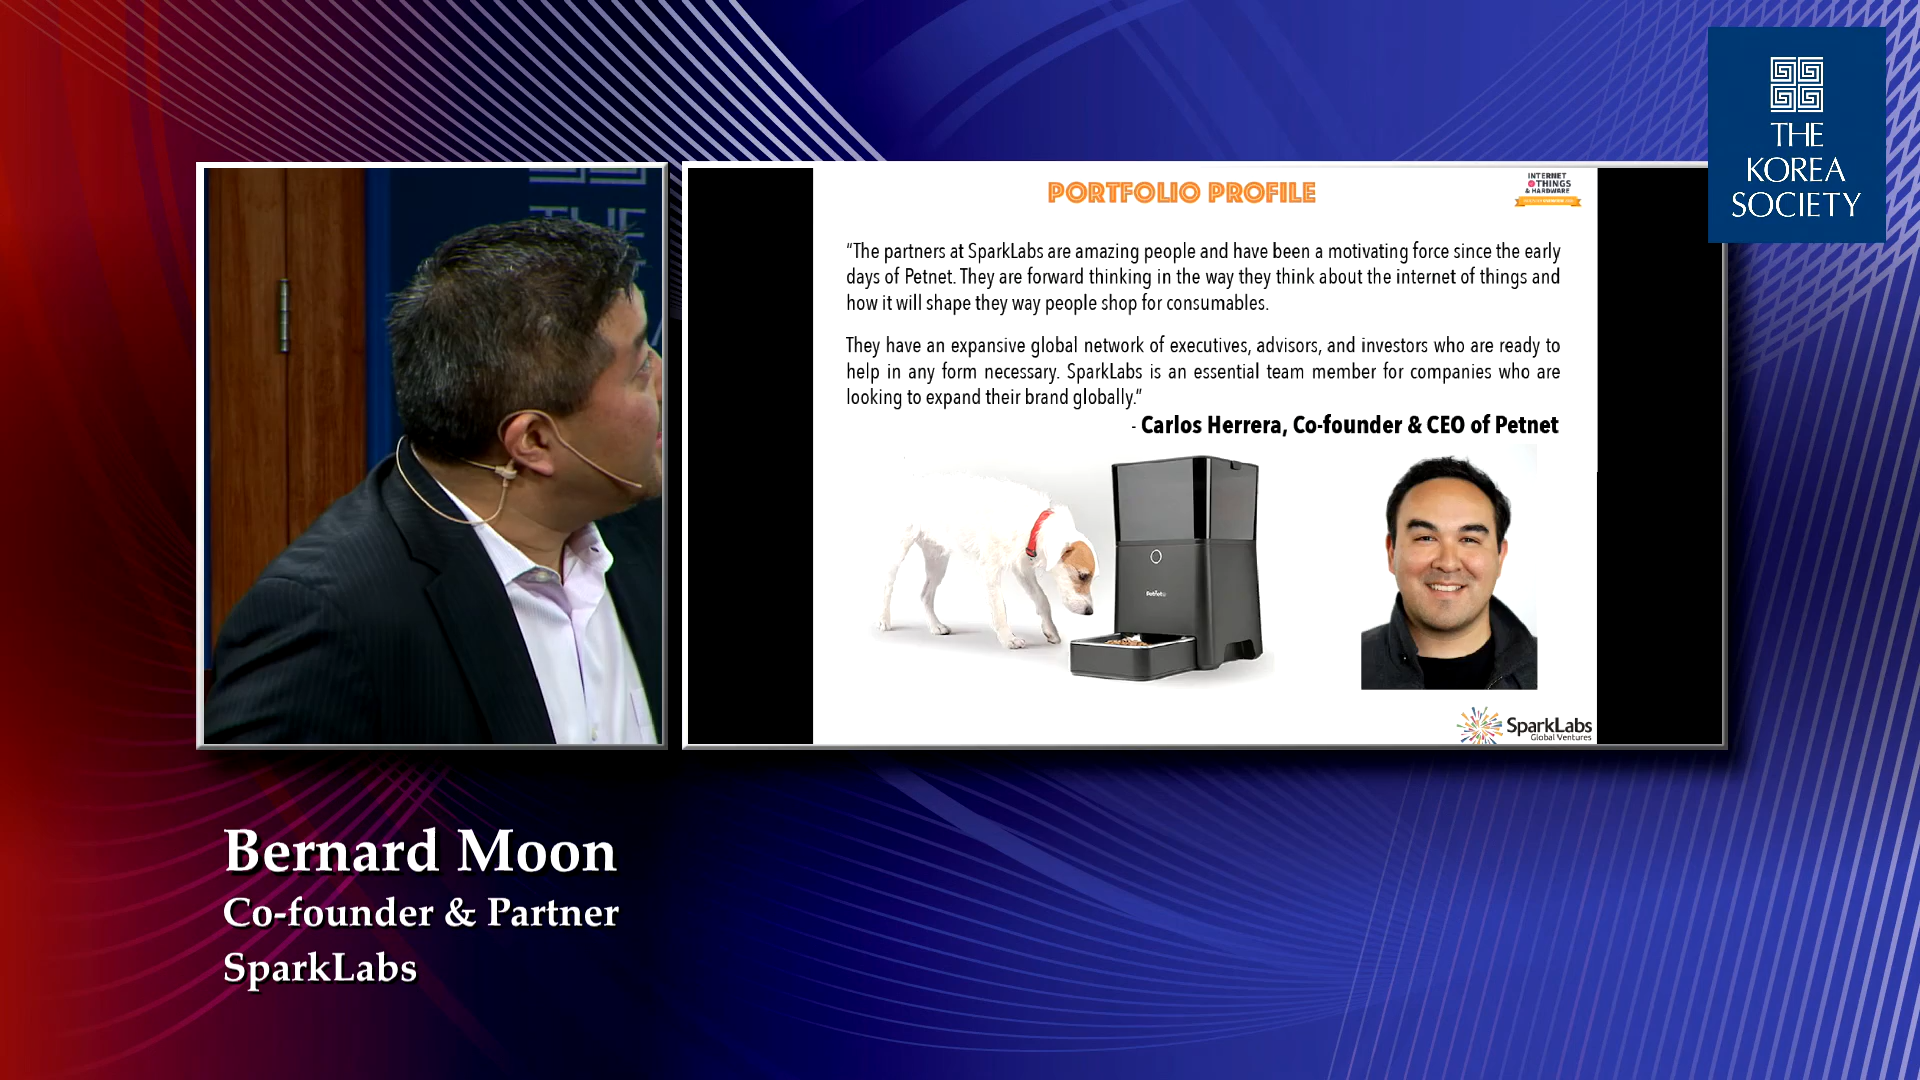 THE
KOREA
SOCIETY
PORTFOLIO PROFILE
INTERNET
THINGS
& HARDWARE
“The partners at SparkLabs are amazing people and have been a motivating force since the early
days of Petnet. They are forward thinking in the way they think about the internet of things and
how it will shape they way people shop for consumables.
They have an expansive global network of executives, advisors, and investors who are ready to
help in any form necessary. SparkLabs is an essential team member for companies who are
looking to expand their brand globally.”
- Carlos Herrera, Co-founder & CEO of Petnet
Petnet
SparkLabs
Global Ventures
Bernard Moon
Co-founder & Partner
SparkLabs